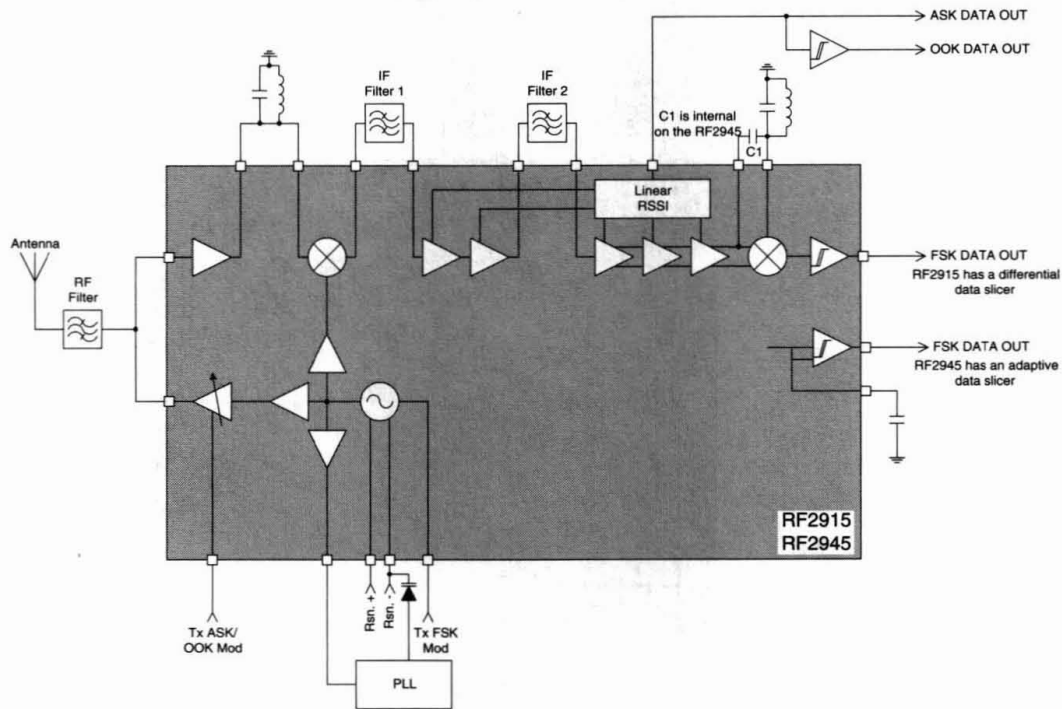 ASK DATA OUT
OOK DATA OUT
IF
Filter 1
IF
Filter 2
C1 is internal
on the RF2945
C1
Linear
RSSI
Antenna
RF
Filter
FSK DATA OUT
RF2915 has a differential
data slicer
FSK DATA OUT
RF2945 has an adaptive
data slicer
RF2915
RF2945
Tx ASK/
OOK Mod
Rsn. +
Rsn. -
Tx FSK
Mod
PLL